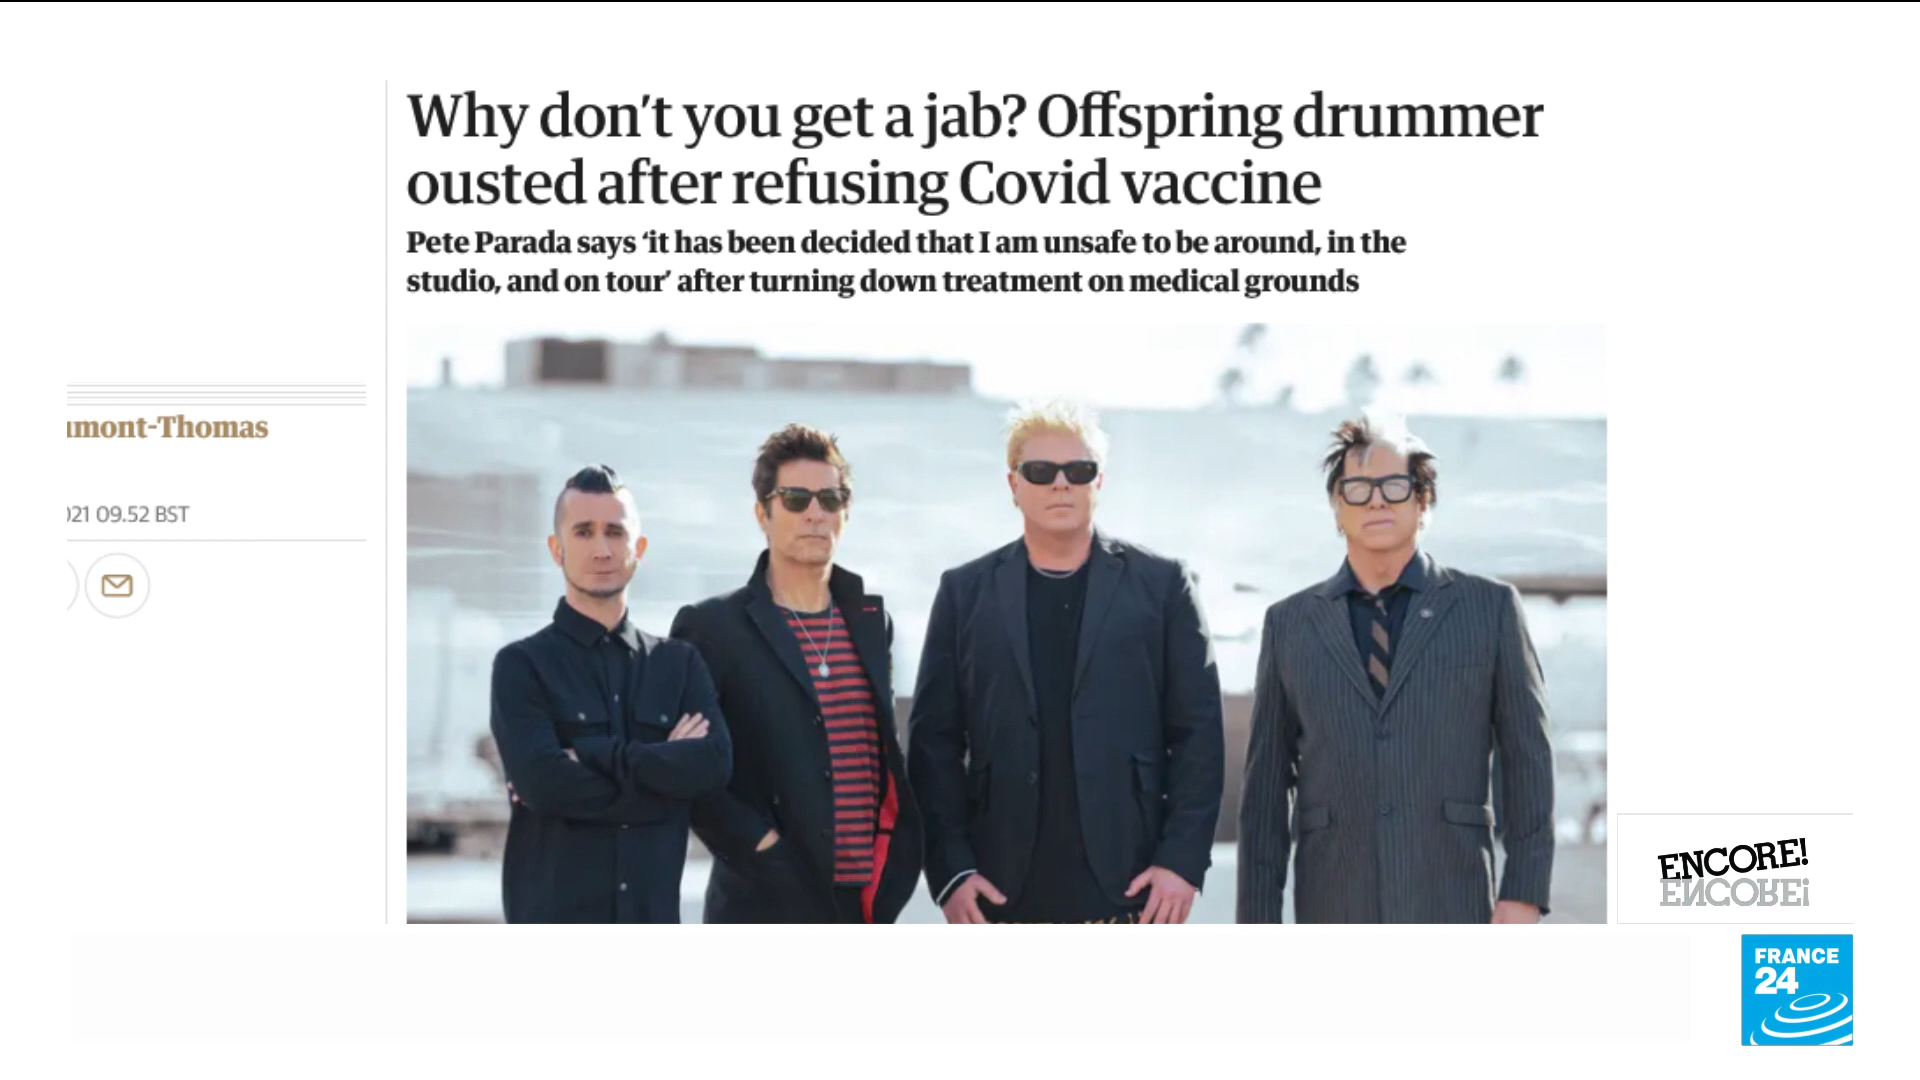 Why don't you get a jab? Offspring drummer
ousted after refusing Covid vaccine
Pete Parada says ‘it has been decided that I am unsafe to be around, in the
studio, and on tour’ after turning down treatment on medical grounds
mont-Thomas
021 09.52 BST
ENCORE!
ENCORE!
FRANCE
24